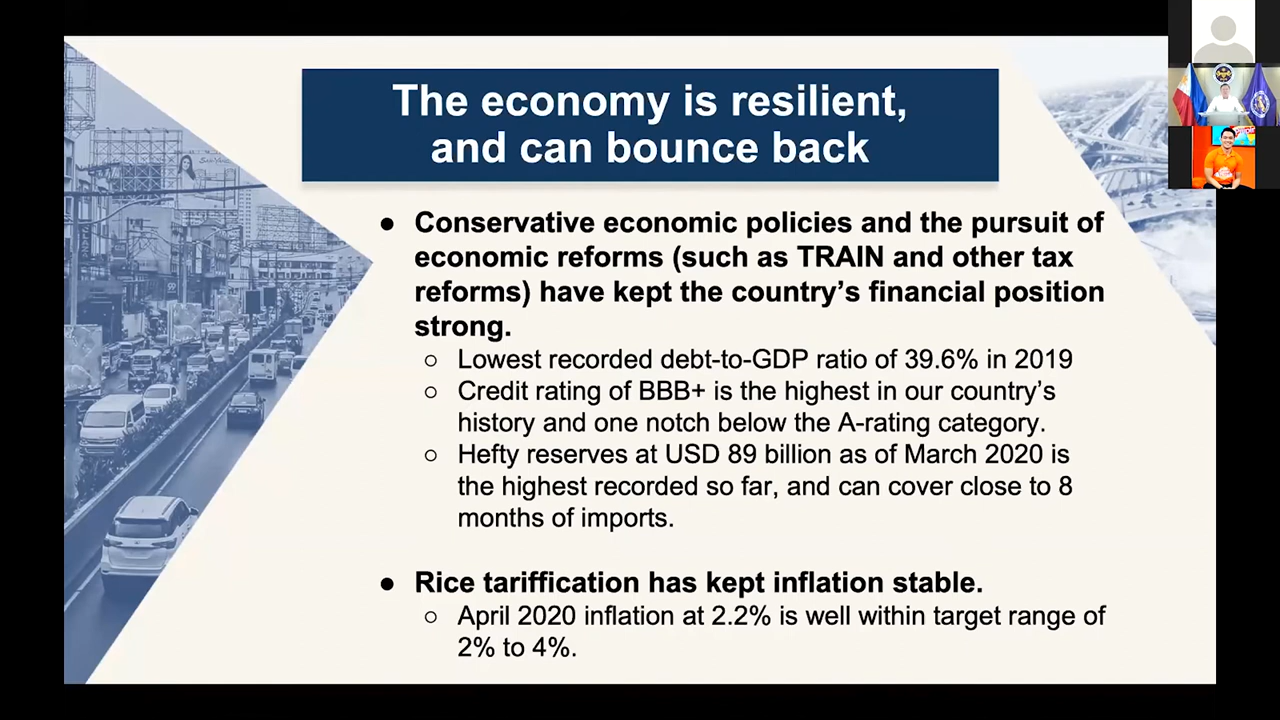 The economy is resilient,
and can bounce back
● Conservative economic policies and the pursuit of
economic reforms (such as TRAIN and other tax
reforms) have kept the country’s financial position
strong.
○ Lowest recorded debt-to-GDP ratio of 39.6% in 2019
○ Credit rating of BBB+ is the highest in our country’s
history and one notch below the A-rating category.
○ Hefty reserves at USD 89 billion as of March 2020 is
the highest recorded so far, and can cover close to 8
months of imports.
● Rice tariffication has kept inflation stable.
○ April 2020 inflation at 2.2% is well within target range of
2% to 4%.